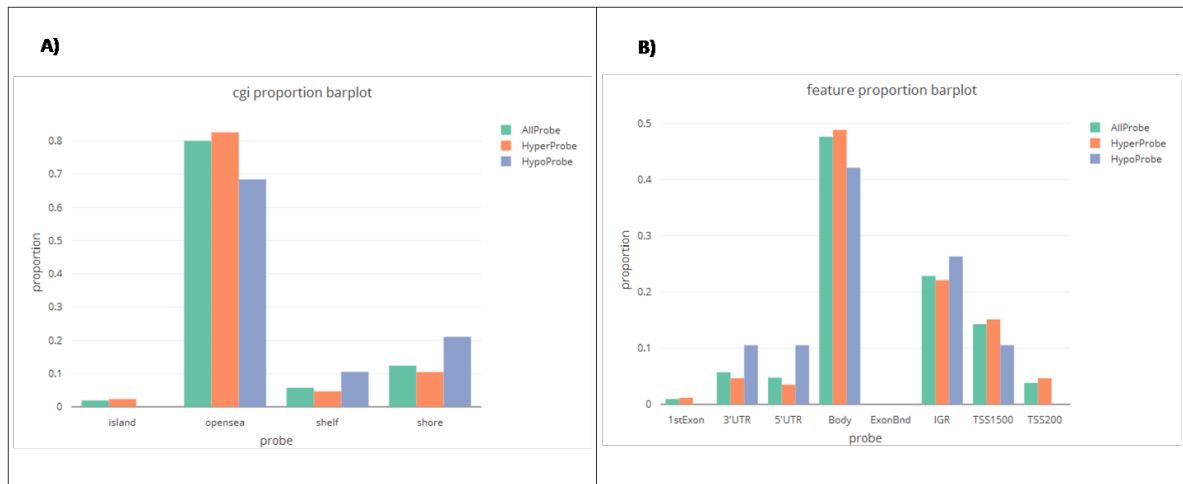 A)
cgi proportion barplot
AllProbe
HyperProbe
HypoProbe
0.8
0.7
0.6
0.5
0.4
0.3
0.2
0.1
0
proportion
island opensea shelf shore
probe
B)
feature proportion barplot
AllProbe
HyperProbe
HypoProbe
0.5
0.4
0.3
0.2
0.1
0
proportion
1stExon 3'UTR 5'UTR Body ExonBnd IGR TSS1500 TSS200
probe